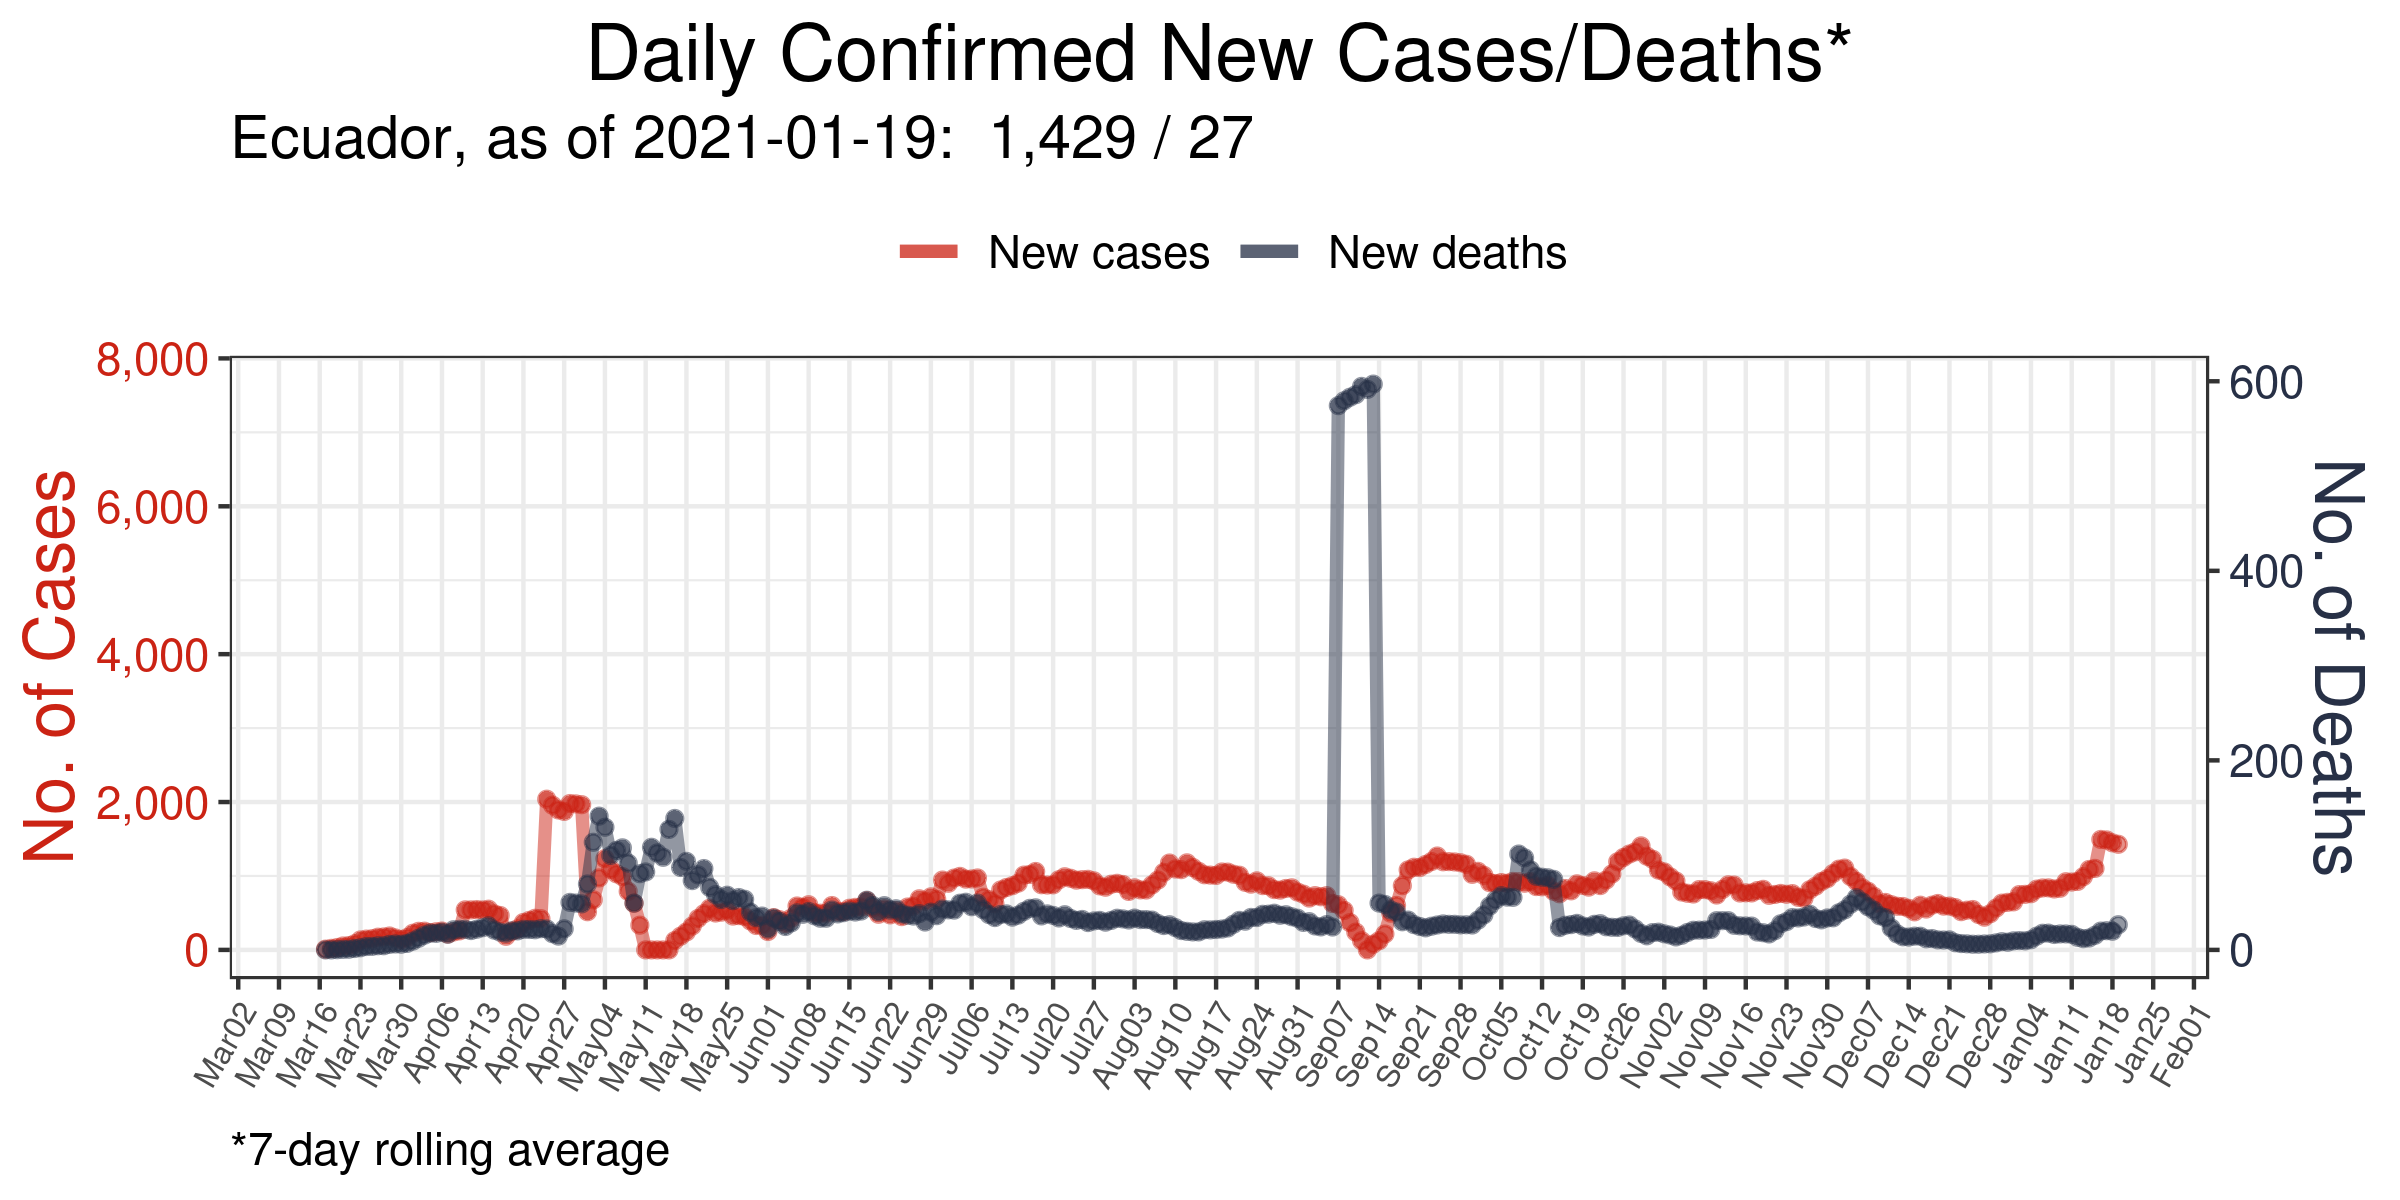 Daily Confirmed New Cases/Deaths*
Ecuador, as of 2021-01-19:  1,429 / 27
New cases
New deaths
No. of Cases
8,000
6,000
4,000
2,000
0
600
400
200
0
No. of Deaths
Mar02
Mar09
Mar16
Mar23
Mar30
Apr06
Apr13
Apr20
Apr27
May04
May11
May18
May25
Jun01
Jun08
Jun15
Jun22
Jun29
Jul06
Jul13
Jul20
Jul27
Aug03
Aug10
Aug17
Aug24
Aug31
Sep07
Sep14
Sep21
Sep28
Oct05
Oct12
Oct19
Oct26
Nov02
Nov09
Nov16
Nov23
Nov30
Dec07
Dec14
Dec21
Dec28
Jan04
Jan11
Jan18
Jan25
Feb01
*7-day rolling average